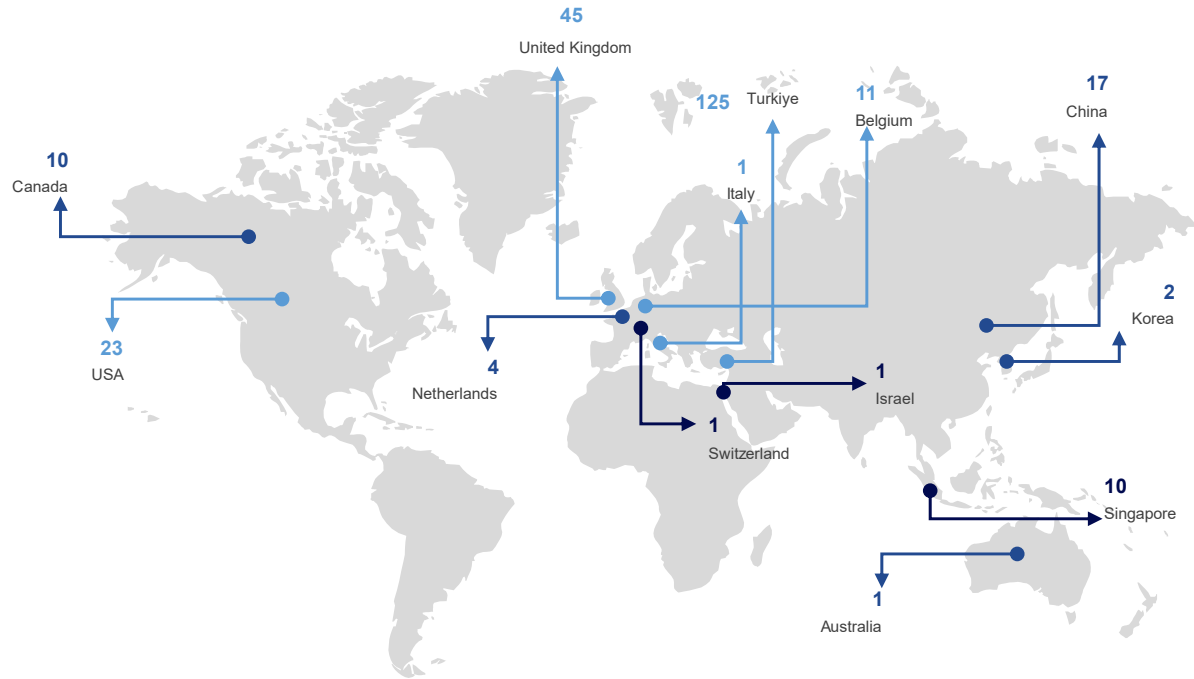 45
United Kingdom
125
Turkiye
11
Belgium
17
China
10
Canada
1
Italy
2
Korea
23
USA
4
Netherlands
1
Israel
1
Switzerland
10
Singapore
1
Australia